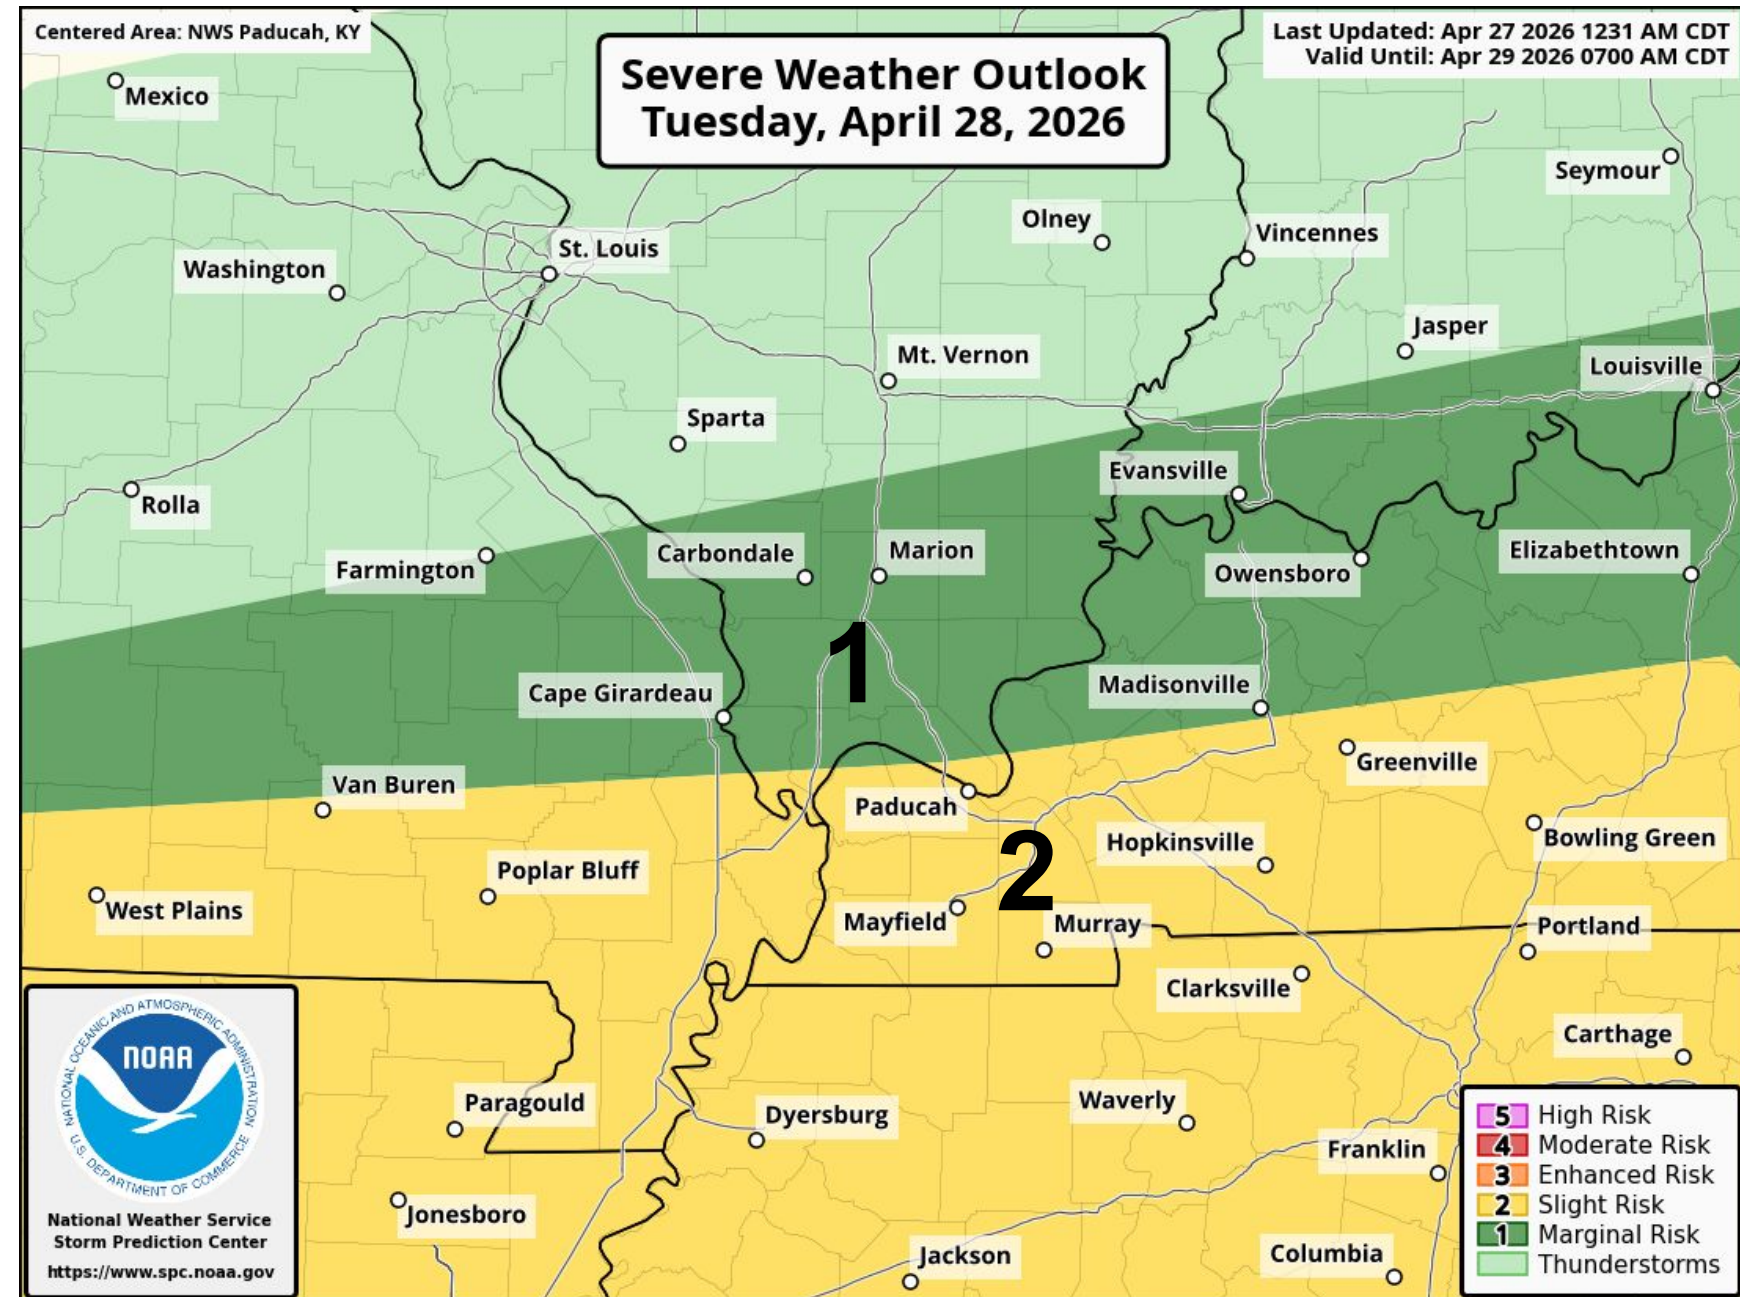 Centered Area: NWS Paducah, KY
Last Updated: Apr 27 2026 1231 AM CDT
Valid Until: Apr 29 2026 0700 AM CDT
Severe Weather Outlook
Tuesday, April 28, 2026
Mexico
Seymour
Olney
Vincennes
St. Louis
Washington
Jasper
Mt. Vernon
Louisville
Sparta
Evansville
Rolla
Carbondale
Marion
Elizabethtown
Farmington
Owensboro
1
Cape Girardeau
Madisonville
Greenville
Van Buren
Paducah
Hopkinsville
Bowling Green
2
Poplar Bluff
West Plains
Mayfield
Murray
Portland
Clarksville
Carthage
Paragould
Dyersburg
Waverly
Franklin
Jonesboro
Jackson
Columbia
NATIONAL OCEANIC AND ATMOSPHERIC ADMINISTRATION
NOAA
U.S. DEPARTMENT OF COMMERCE
National Weather Service
Storm Prediction Center
https://www.spc.noaa.gov
5 High Risk
4 Moderate Risk
3 Enhanced Risk
2 Slight Risk
1 Marginal Risk
Thunderstorms